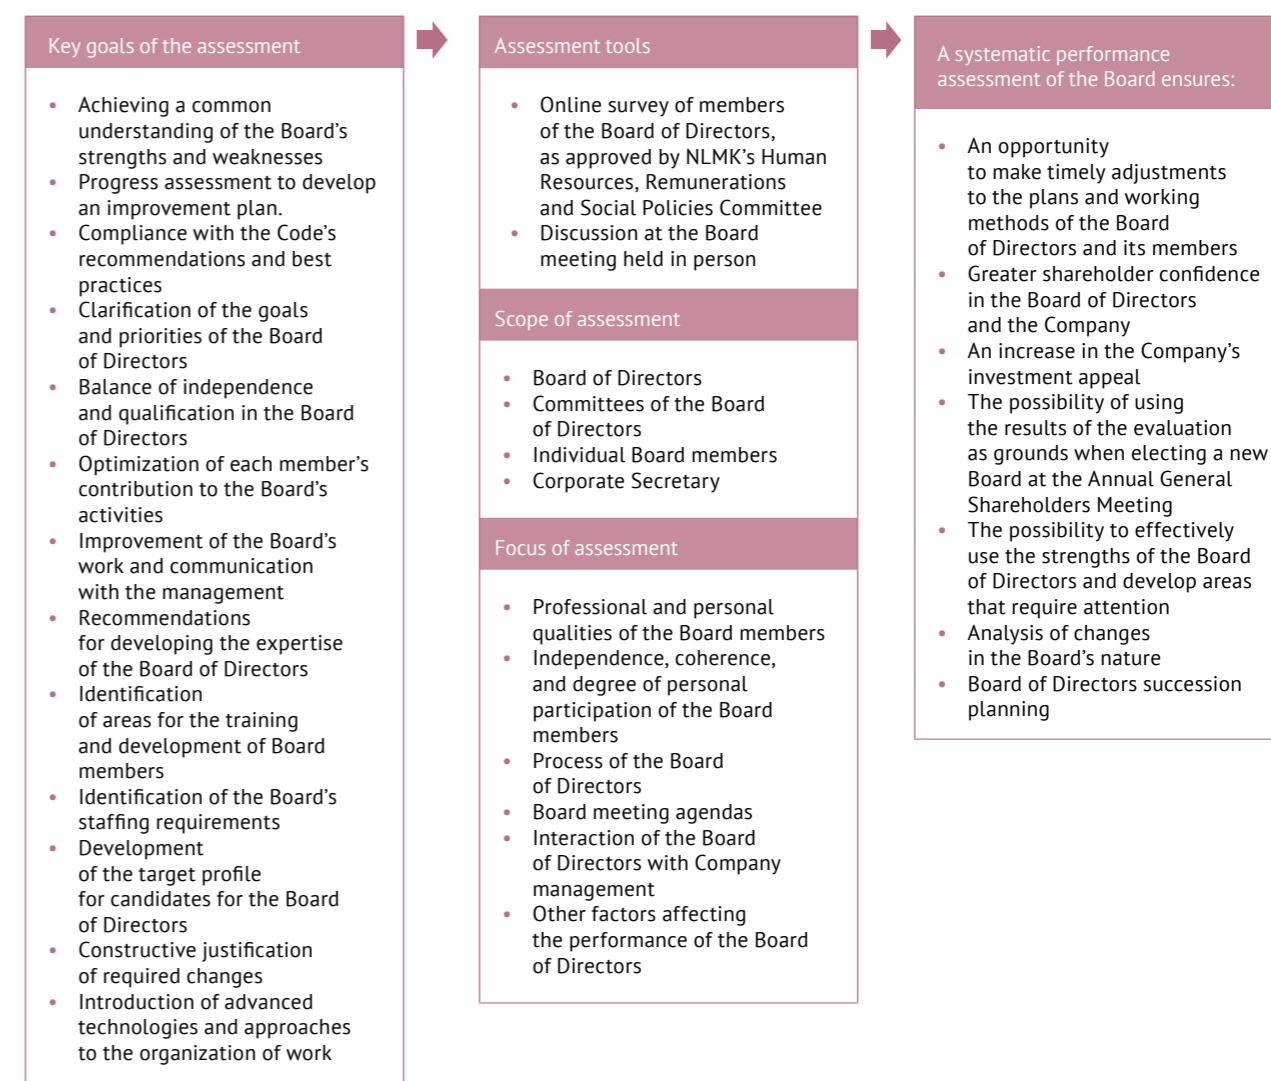 Key goals of the assessment
• Achieving a common
understanding of the Board's
strengths and weaknesses
• Progress assessment to develop
an improvement plan.
• Compliance with the Code's
recommendations and best
practices
• Clarification of the goals
and priorities of the Board
of Directors
• Balance of independence
and qualification in the Board
of Directors
• Optimization of each member's
contribution to the Board's
activities
• Improvement of the Board's
work and communication
with the management
• Recommendations
for developing the expertise
of the Board of Directors
• Identification
of areas for the training
and development of Board
members
• Identification of the Board's
staffing requirements
• Development
of the target profile
for candidates for the Board
of Directors
• Constructive justification
of required changes
• Introduction of advanced
technologies and approaches
to the organization of work
Assessment tools
• Online survey of members
of the Board of Directors,
as approved by NLMK's Human
Resources, Remunerations
and Social Policies Committee
• Discussion at the Board
meeting held in person
Scope of assessment
• Board of Directors
• Committees of the Board
of Directors
• Individual Board members
• Corporate Secretary
Focus of assessment
• Professional and personal
qualities of the Board members
• Independence, coherence,
and degree of personal
participation of the Board
members
• Process of the Board
of Directors
• Board meeting agendas
• Interaction of the Board
of Directors with Company
management
• Other factors affecting
the performance of the Board
of Directors
A systematic performance
assessment of the Board ensures:
• An opportunity
to make timely adjustments
to the plans and working
methods of the Board
of Directors and its members
• Greater shareholder confidence
in the Board of Directors
and the Company
• An increase in the Company's
investment appeal
• The possibility of using
the results of the evaluation
as grounds when electing a new
Board at the Annual General
Shareholders Meeting
• The possibility to effectively
use the strengths of the Board
of Directors and develop areas
that require attention
• Analysis of changes
in the Board's nature
• Board of Directors succession
planning